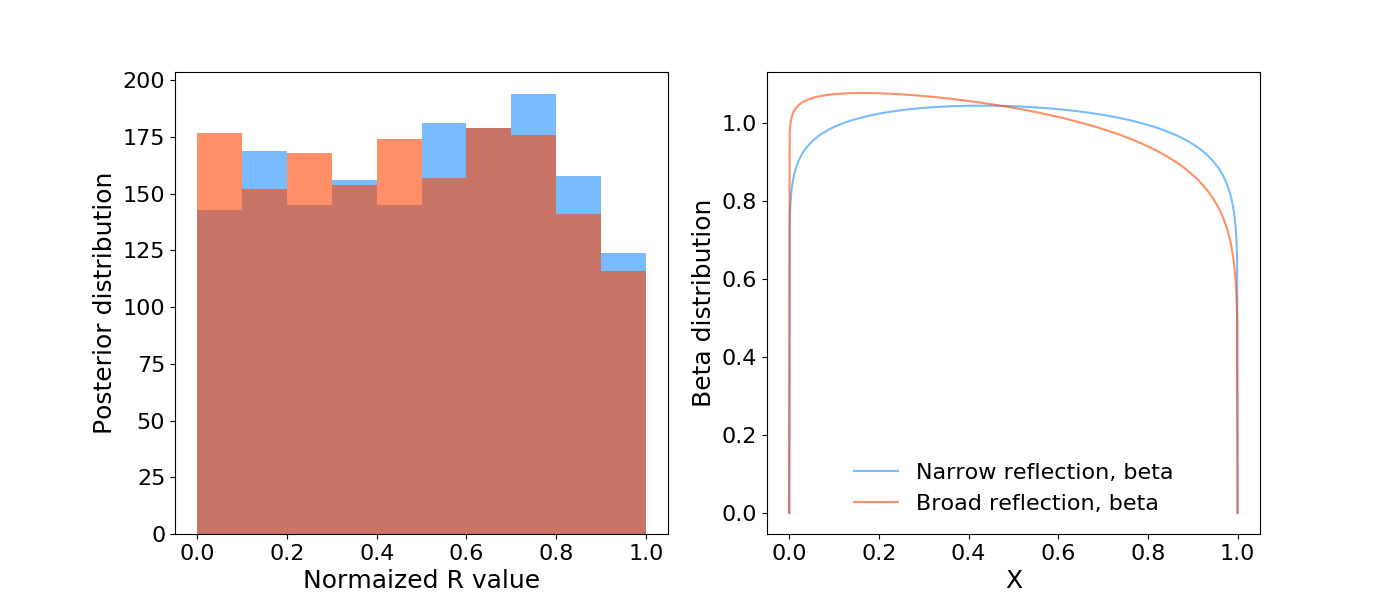 Posterior distribution
200
175
150
125
100
75
50
25
0
0.0 0.2 0.4 0.6 0.8 1.0
Normaized R value
Beta distribution
1.0
0.8
0.6
0.4
0.2
0.0
Narrow reflection, beta
Broad reflection, beta
0.0 0.2 0.4 0.6 0.8 1.0
X